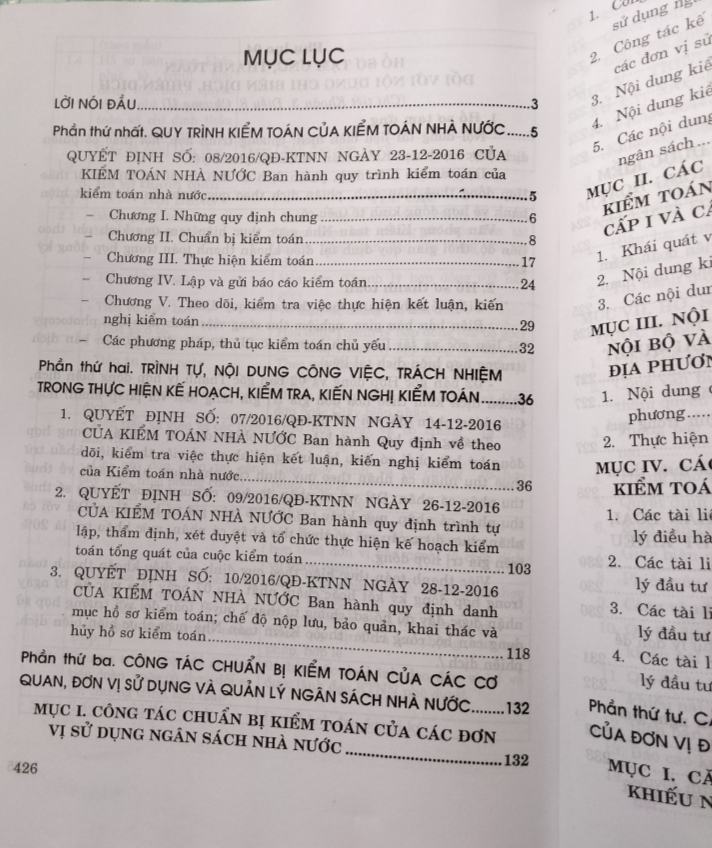 MỤC LỤC
LỜI NÓI ĐẦU...3
Phần thứ nhất. QUY TRÌNH KIỂM TOÁN CỦA KIỂM TOÁN NHÀ NƯỚC......5
QUYẾT ĐỊNH SỐ: 08/2016/QĐ-KTNN NGÀY 23-12-2016 CỦA
KIỂM TOÁN NHÀ NƯỚC Ban hành quy trình kiểm toán của
kiểm toán nhà nước...5
– Chương I. Những quy định chung...6
– Chương II. Chuẩn bị kiểm toán...8
– Chương III. Thực hiện kiểm toán...17
– Chương IV. Lập và gửi báo cáo kiểm toán...24
– Chương V. Theo dõi, kiểm tra việc thực hiện kết luận, kiến
nghị kiểm toán...29
– Các phương pháp, thủ tục kiểm toán chủ yếu...32
Phần thứ hai. TRÌNH TỰ, NỘI DUNG CÔNG VIỆC, TRÁCH NHIỆM
TRONG THỰC HIỆN KẾ HOẠCH, KIỂM TRA, KIẾN NGHỊ KIỂM TOÁN.........36
1. QUYẾT ĐỊNH SỐ: 07/2016/QĐ-KTNN NGÀY 14-12-2016
CỦA KIỂM TOÁN NHÀ NƯỚC Ban hành Quy định về theo
dõi, kiểm tra việc thực hiện kết luận, kiến nghị kiểm toán
của Kiểm toán nhà nước...36
2. QUYẾT ĐỊNH SỐ: 09/2016/QĐ-KTNN NGÀY 26-12-2016
CỦA KIỂM TOÁN NHÀ NƯỚC Ban hành quy định trình tự
lập, thẩm định, xét duyệt và tổ chức thực hiện kế hoạch kiểm
toán tổng quát của cuộc kiểm toán...103
3. QUYẾT ĐỊNH SỐ: 10/2016/QĐ-KTNN NGÀY 28-12-2016
CỦA KIỂM TOÁN NHÀ NƯỚC Ban hành quy định danh
mục hồ sơ kiểm toán; chế độ nộp lưu, bảo quản, khai thác và
hủy hồ sơ kiểm toán...118
Phần thứ ba. CÔNG TÁC CHUẨN BỊ KIỂM TOÁN CỦA CÁC CƠ
QUAN, ĐƠN VỊ SỬ DỤNG VÀ QUẢN LÝ NGÂN SÁCH NHÀ NƯỚC........132
MỤC I. CÔNG TÁC CHUẨN BỊ KIỂM TOÁN CỦA CÁC ĐƠN
VỊ SỬ DỤNG NGÂN SÁCH NHÀ NƯỚC...132
426
1.
sử dụng
2. Công tác kế
các đơn vị sử
3. Nội dung
4. Nội dung
5. Các nội dung
ngân sách...
MỤC II. CÁC
KIỂM TOÁN
CẤP I VÀ
1. Khái quát
2. Nội dung
3. Các nội
MỤC III. NỘI
NỘI BỘ VÀ
ĐỊA PHƯƠN
1. Nội dung
phương.....
2. Thực hiện
MỤC IV. CÁC
KIỂM TOÁ
1. Các tài
lý điều
2. Các tài
lý đầu tư
3. Các tài
lý đầu tư
4. Các tài
lý đầu tư
Phần thứ tư.
CỦA ĐƠN VỊ
MỤC I.
KHIẾU